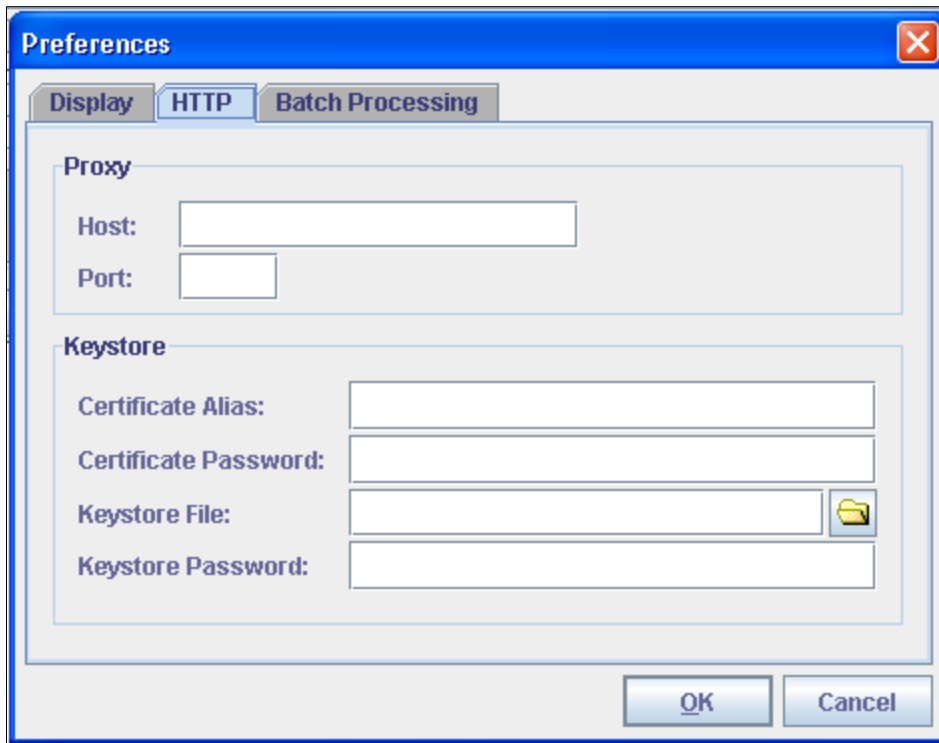 Preferences
Display HTTP Batch Processing
Proxy
Host:
Port:
Keystore
Certificate Alias:
Certificate Password:
Keystore File:
Keystore Password:
OK Cancel